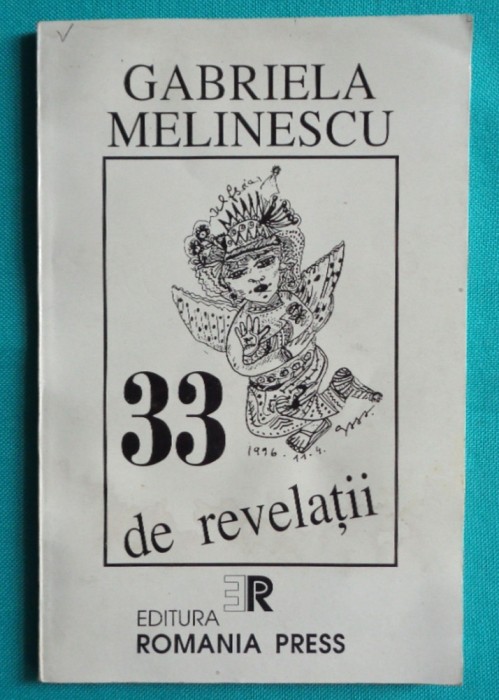 GABRIELA
MELINESCU
33
1996.11.4.
de revelații
EDITURA
ROMANIA PRESS